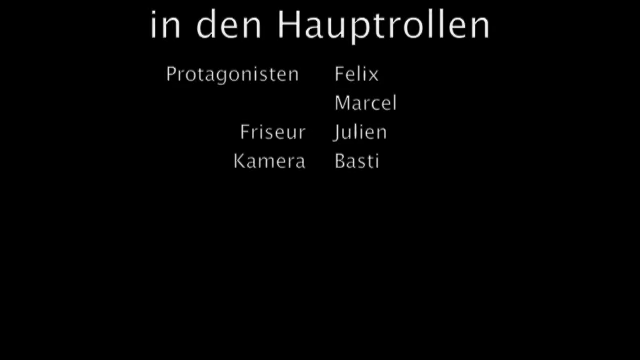 in den Hauptrollen
Protagonisten Felix
Marcel
Friseur Julien
Kamera Basti